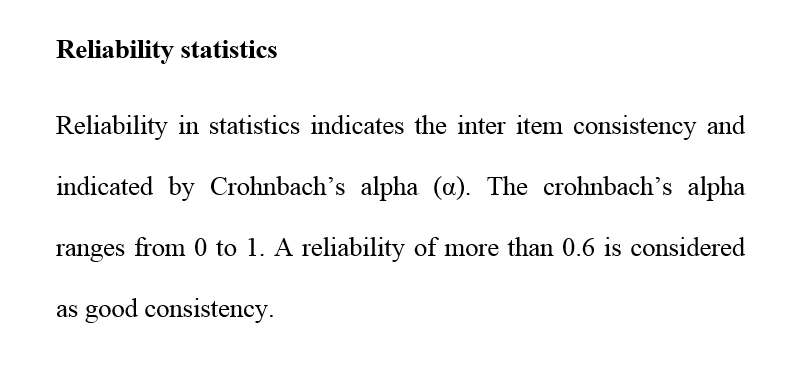 Reliability statistics
Reliability in statistics indicates the inter item consistency and
indicated by Crohnbach’s alpha (α). The crohnbach’s alpha
ranges from 0 to 1. A reliability of more than 0.6 is considered
as good consistency.